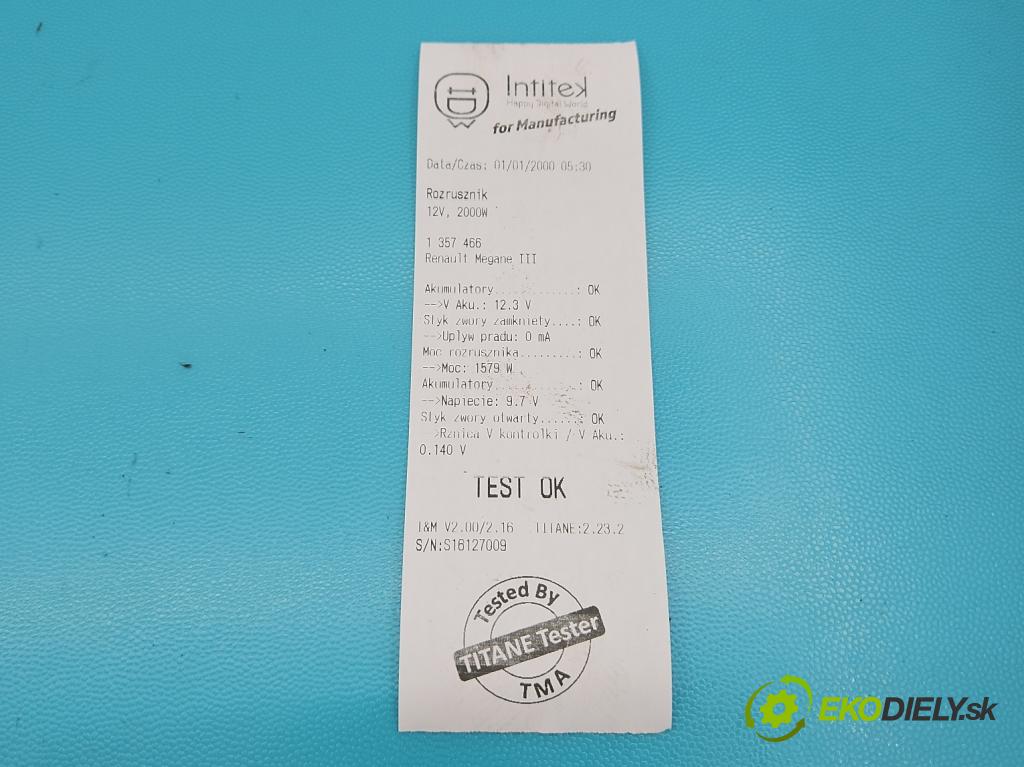 Intitek
Happy Digital World
for Manufacturing
Data/Czas: 01/01/2000 05:30
Rozrusznik
12V, 2000W
1 357 466
Renault Megane III
Akumulatory............: OK
-->V Aku.: 12.3 V
Styk zwory zamkniety....: OK
-->Uplyw pradu: 0 mA
Moc rozrusznika.........: OK
-->Moc: 1579 W
Akumulatory............: OK
-->Napiecie: 9.7 V
Styk zwory otwarty......: OK
->Rznica V kontrolki / V Aku.:
0.140 V
TEST OK
I&M V2.00/2.16 TITANE:2.23.2
S/N:S16127009
Tested By
TITANE Tester
TMA
EKODIELY.sk